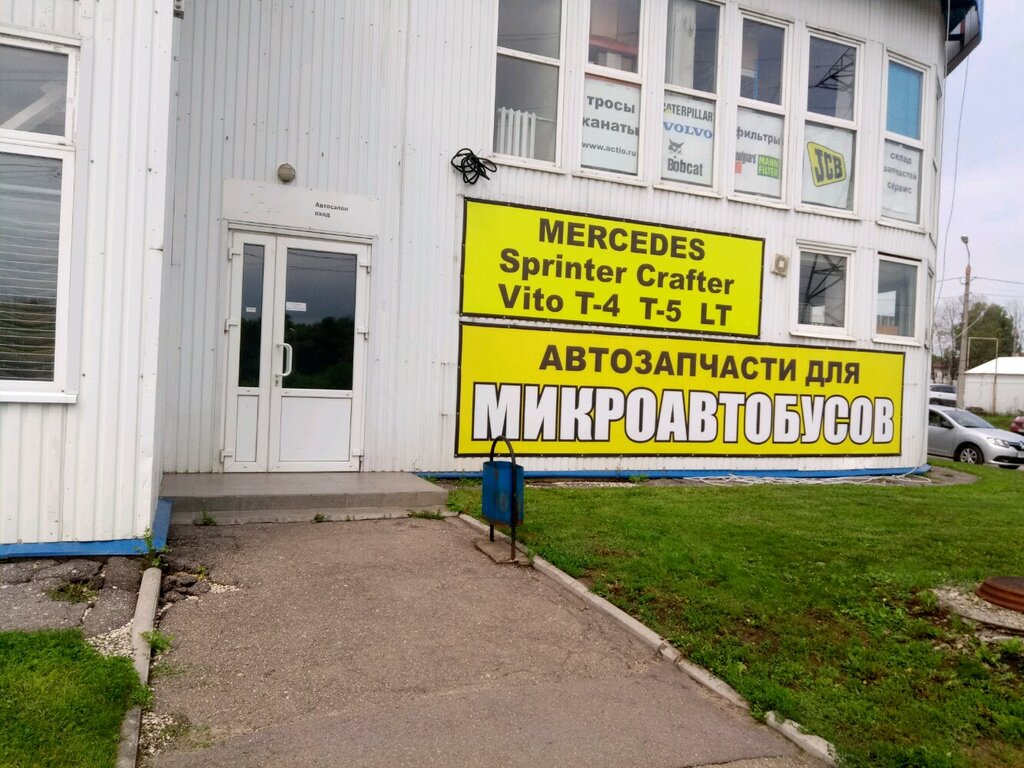 тросы
канаты
www.actio.ru
CATERPILLAR
VOLVO
Bobcat
фильтры
MANN
FILTER
JCB
склад
запчастей
сервис
Автосалон
вход
MERCEDES
Sprinter Crafter
Vito T-4 T-5 LT
АВТОЗАПЧАСТИ ДЛЯ
МИКРОАВТОБУСОВ